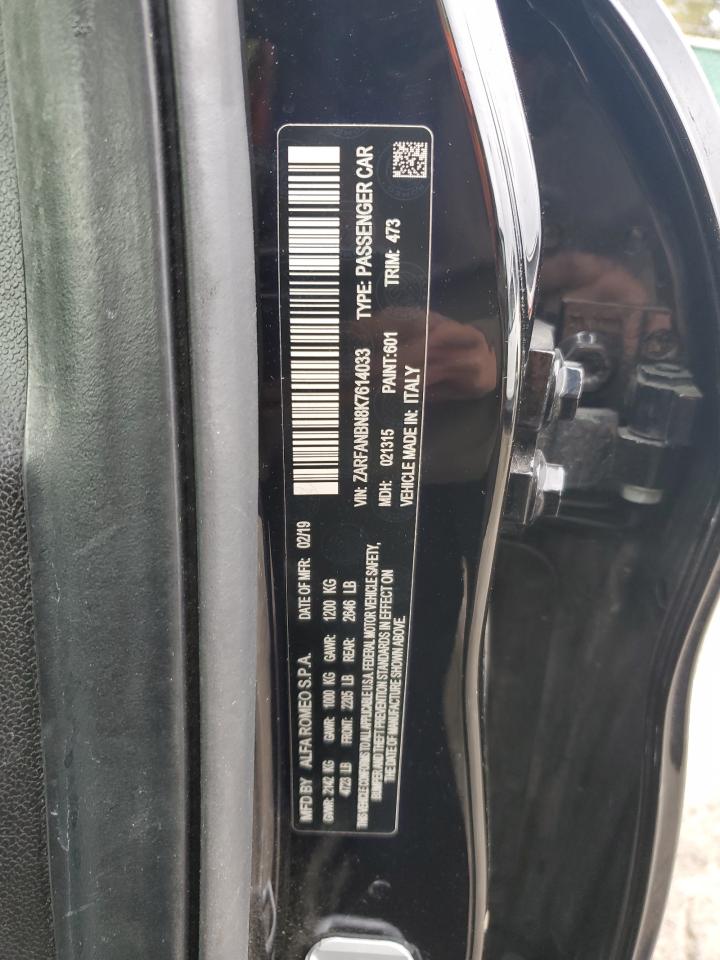 MFD BY ALFA ROMEO S.P.A. DATE OF MFR: 02/19
GVWR: 2142 KG GAWR: 1000 KG GAWR: 1200 KG
4723 LB FRONT: 2205 LB REAR: 2646 LB
THIS VEHICLE CONFORMS TO ALL APPLICABLE U.S.A. FEDERAL MOTOR VEHICLE SAFETY,
BUMPER AND THEFT PREVENTION STANDARDS IN EFFECT ON
THE DATE OF MANUFACTURE SHOWN ABOVE.
VIN: ZARFANBN8K7614033 TYPE: PASSENGER CAR
MDH: 021315 PAINT:601 TRIM: 473
VEHICLE MADE IN: ITALY